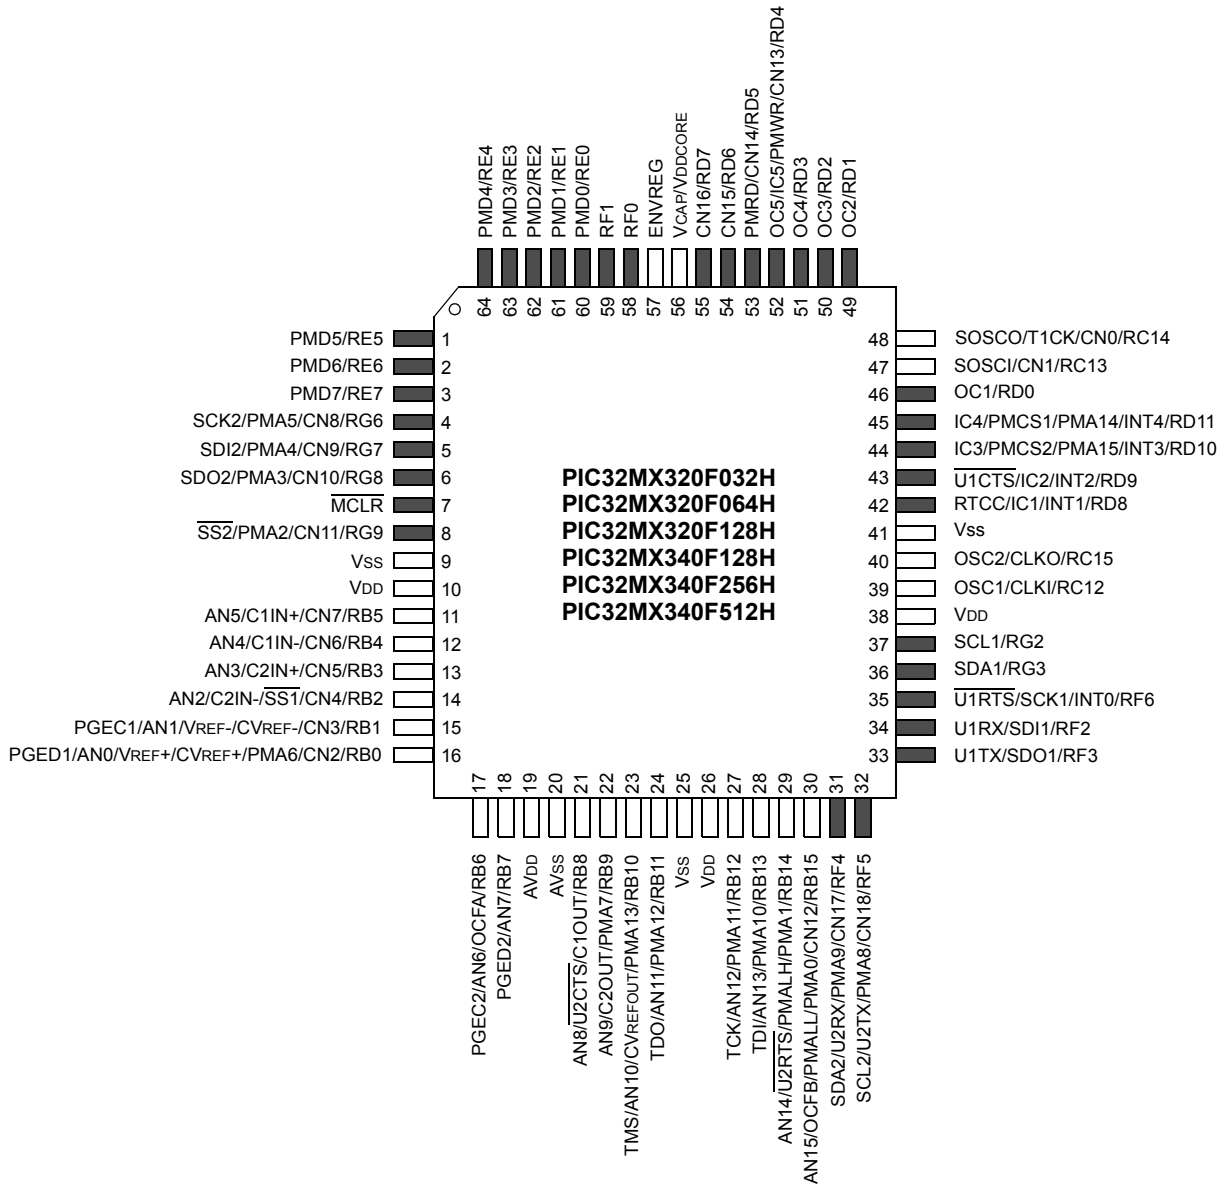 PMD4/RE4
PMD3/RE3
PMD2/RE2
PMD1/RE1
PMD0/RE0
RF1
RF0
ENVREG
VCAP/VDDCORE
CN16/RD7
CN15/RD6
PMRD/CN14/RD5
OC5/IC5/PMWR/CN13/RD4
OC4/RD3
OC3/RD2
OC2/RD1
64
63
62
61
60
59
58
57
56
55
54
53
52
51
50
49
PMD5/RE5 1
PMD6/RE6 2
PMD7/RE7 3
SCK2/PMA5/CN8/RG6 4
SDI2/PMA4/CN9/RG7 5
SDO2/PMA3/CN10/RG8 6
MCLR 7
SS2/PMA2/CN11/RG9 8
VSS 9
VDD 10
AN5/C1IN+/CN7/RB5 11
AN4/C1IN-/CN6/RB4 12
AN3/C2IN+/CN5/RB3 13
AN2/C2IN-/SS1/CN4/RB2 14
PGEC1/AN1/VREF-/CVREF-/CN3/RB1 15
PGED1/AN0/VREF+/CVREF+/PMA6/CN2/RB0 16
PIC32MX320F032H
PIC32MX320F064H
PIC32MX320F128H
PIC32MX340F128H
PIC32MX340F256H
PIC32MX340F512H
48 SOSCO/T1CK/CN0/RC14
47 SOSCI/CN1/RC13
46 OC1/RD0
45 IC4/PMCS1/PMA14/INT4/RD11
44 IC3/PMCS2/PMA15/INT3/RD10
43 U1CTS/IC2/INT2/RD9
42 RTCC/IC1/INT1/RD8
41 Vss
40 OSC2/CLKO/RC15
39 OSC1/CLKI/RC12
38 VDD
37 SCL1/RG2
36 SDA1/RG3
35 U1RTS/SCK1/INT0/RF6
34 U1RX/SDI1/RF2
33 U1TX/SDO1/RF3
17
18
19
20
21
22
23
24
25
26
27
28
29
30
31
32
PGEC2/AN6/OCFA/RB6
PGED2/AN7/RB7
AVDD
AVSS
AN8/U2CTS/C1OUT/RB8
AN9/C2OUT/PMA7/RB9
TMS/AN10/CVREFOUT/PMA13/RB10
TDO/AN11/PMA12/RB11
VSS
VDD
TCK/AN12/PMA11/RB12
TDI/AN13/PMA10/RB13
AN14/U2RTS/PMALH/PMA1/RB14
AN15/OCFB/PMALL/PMA0/CN12/RB15
SDA2/U2RX/PMA9/CN17/RF4
SCL2/U2TX/PMA8/CN18/RF5